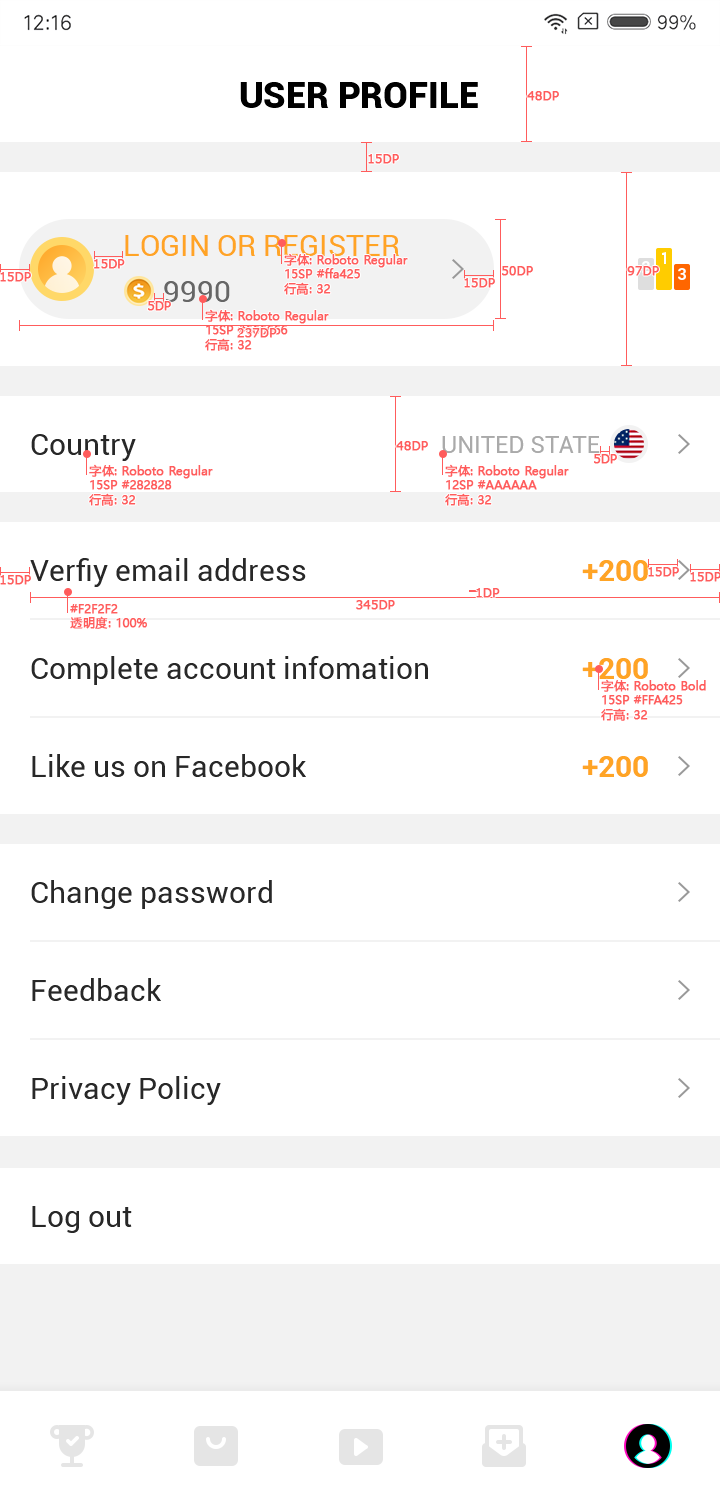 12:16
99%
USER PROFILE
48DP
15DP
LOGIN OR REGISTER
15DP
15DP
字体: Roboto Regular
15SP #ffa425
行高: 32
15DP
50DP
97DP
1
3
$ 9990
5DP
字体: Roboto Regular
15SP
237DP
行高: 32
Country
48DP
UNITED STATE
5DP
字体: Roboto Regular
15SP #282828
行高: 32
字体: Roboto Regular
12SP #AAAAAA
行高: 32
15DP
Verfiy email address
+200
15DP
15DP
1DP
345DP
#F2F2F2
透明度: 100%
Complete account infomation
+200
字体: Roboto Bold
15SP #FFA425
行高: 32
Like us on Facebook
+200
Change password
Feedback
Privacy Policy
Log out